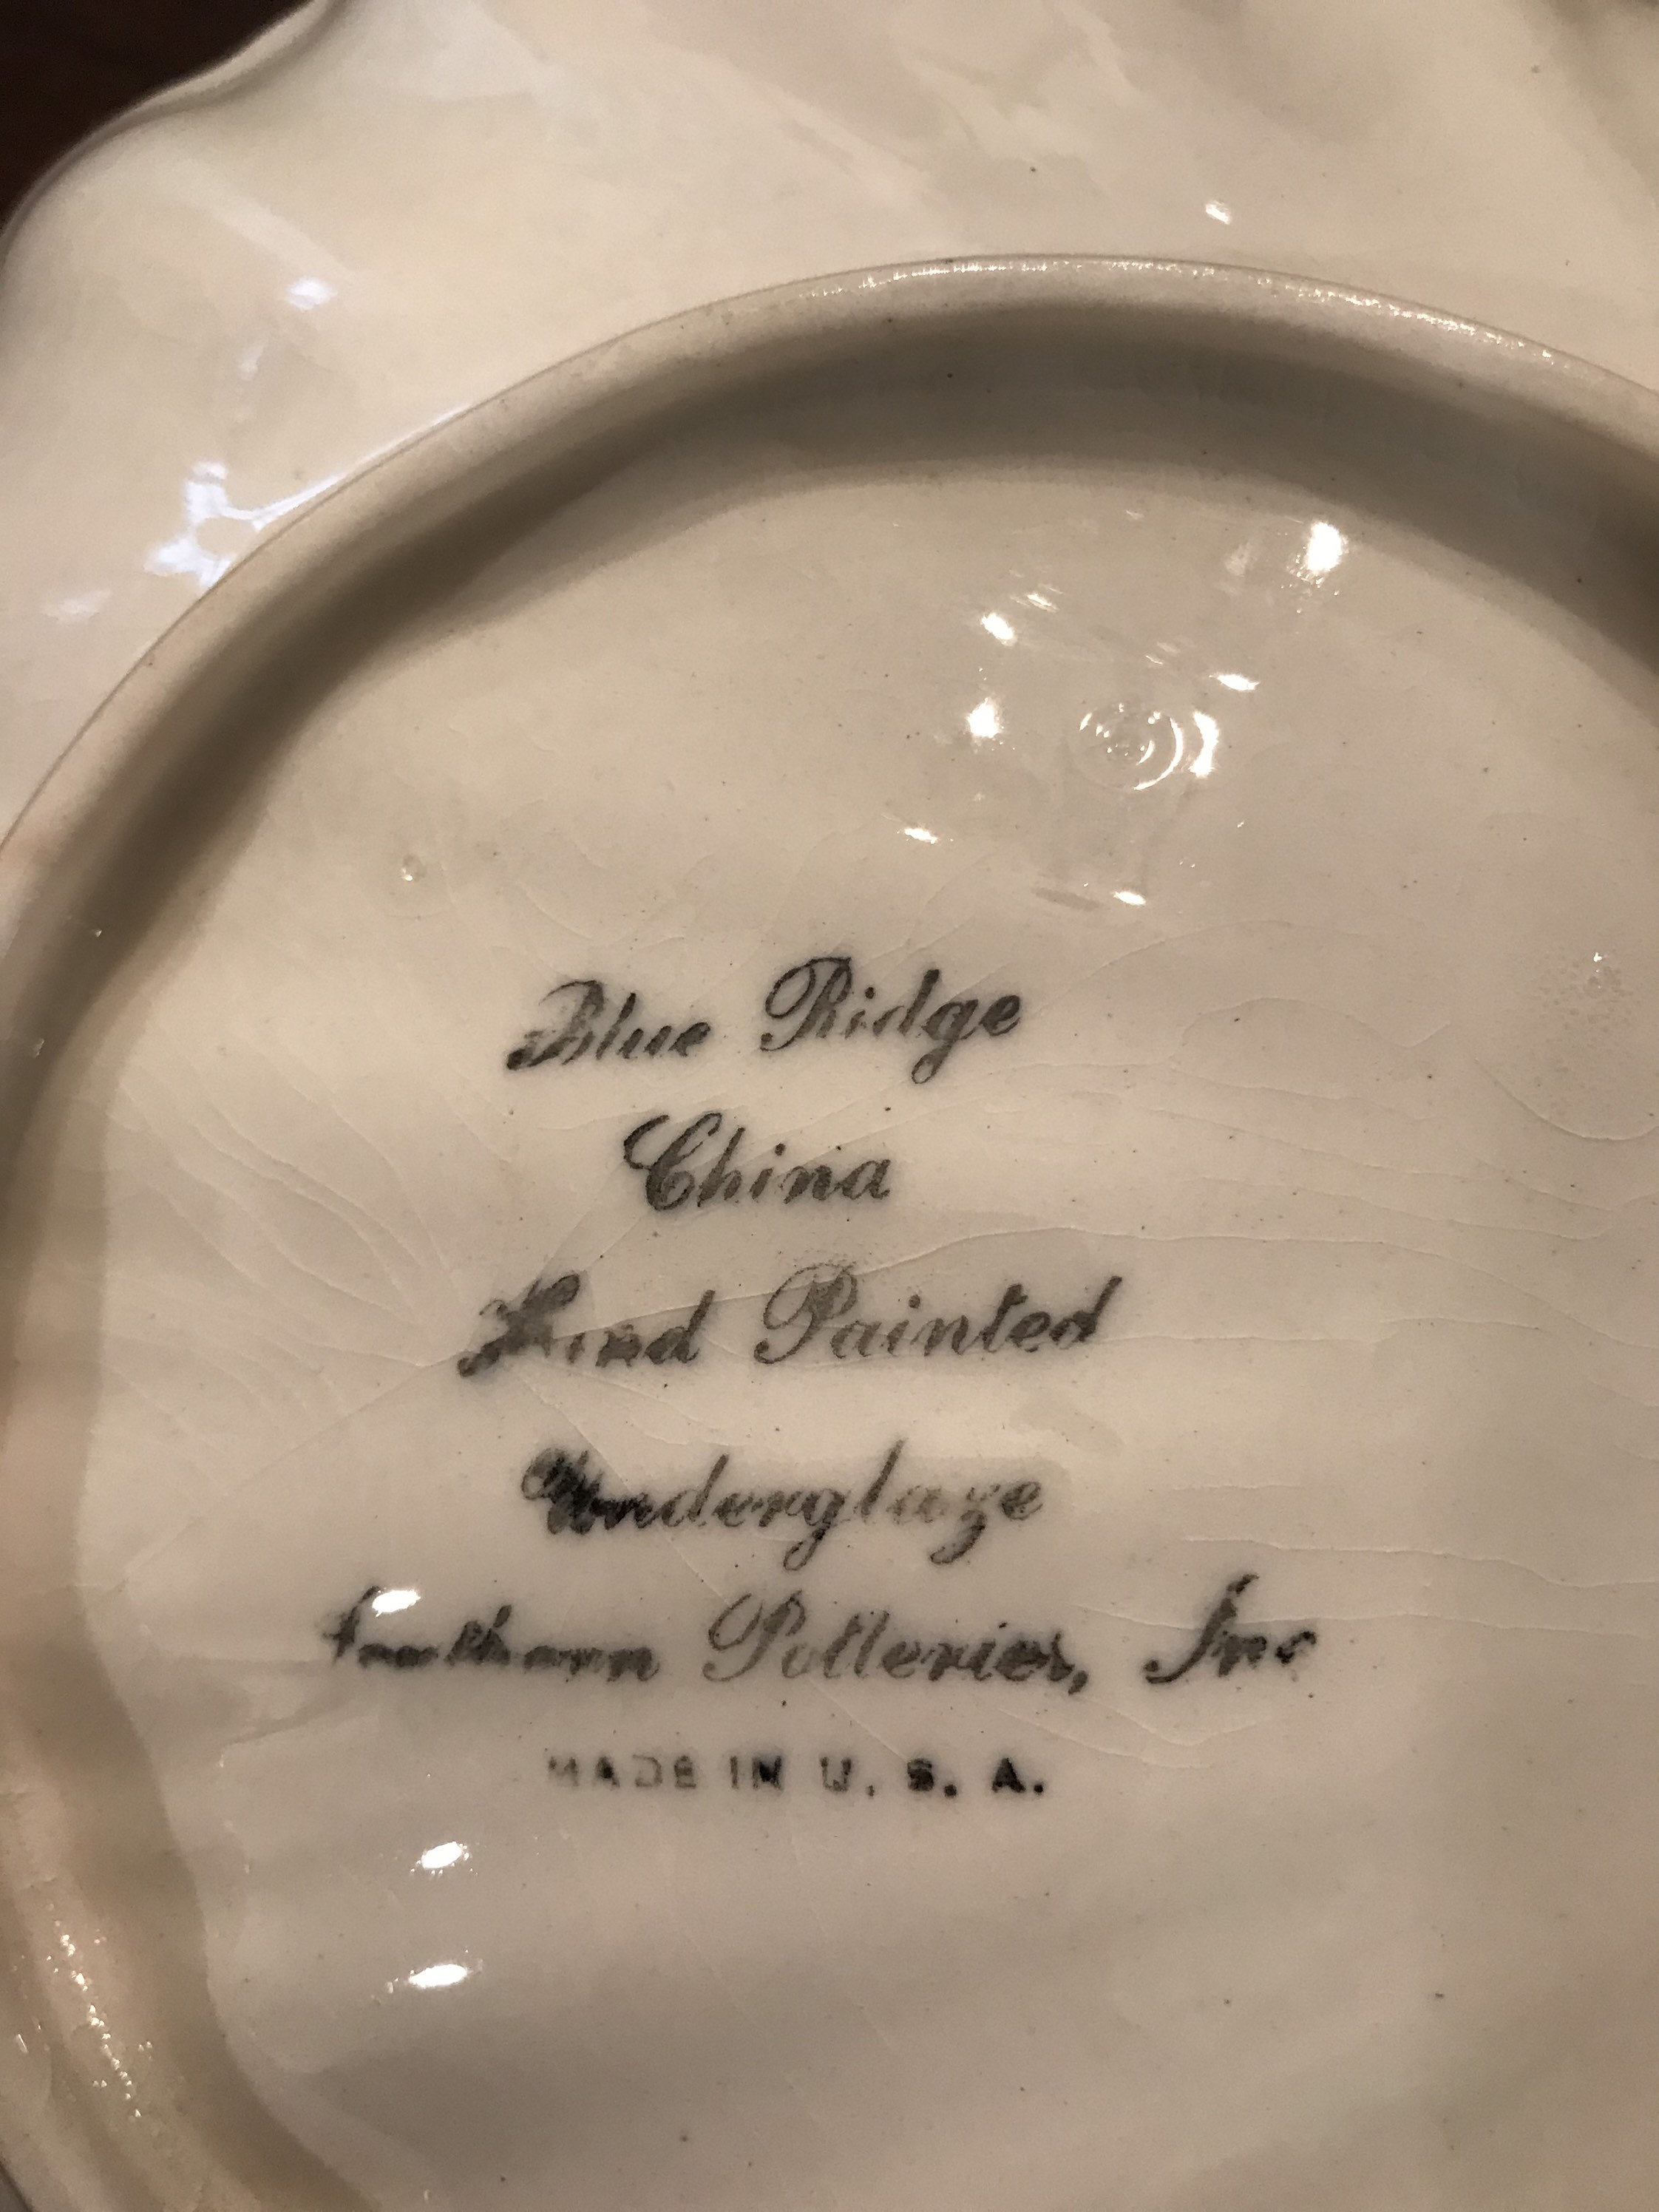 Blue Ridge
China
Hand Painted
Underglaze
Southern Potteries, Inc
MADE IN U. S. A.